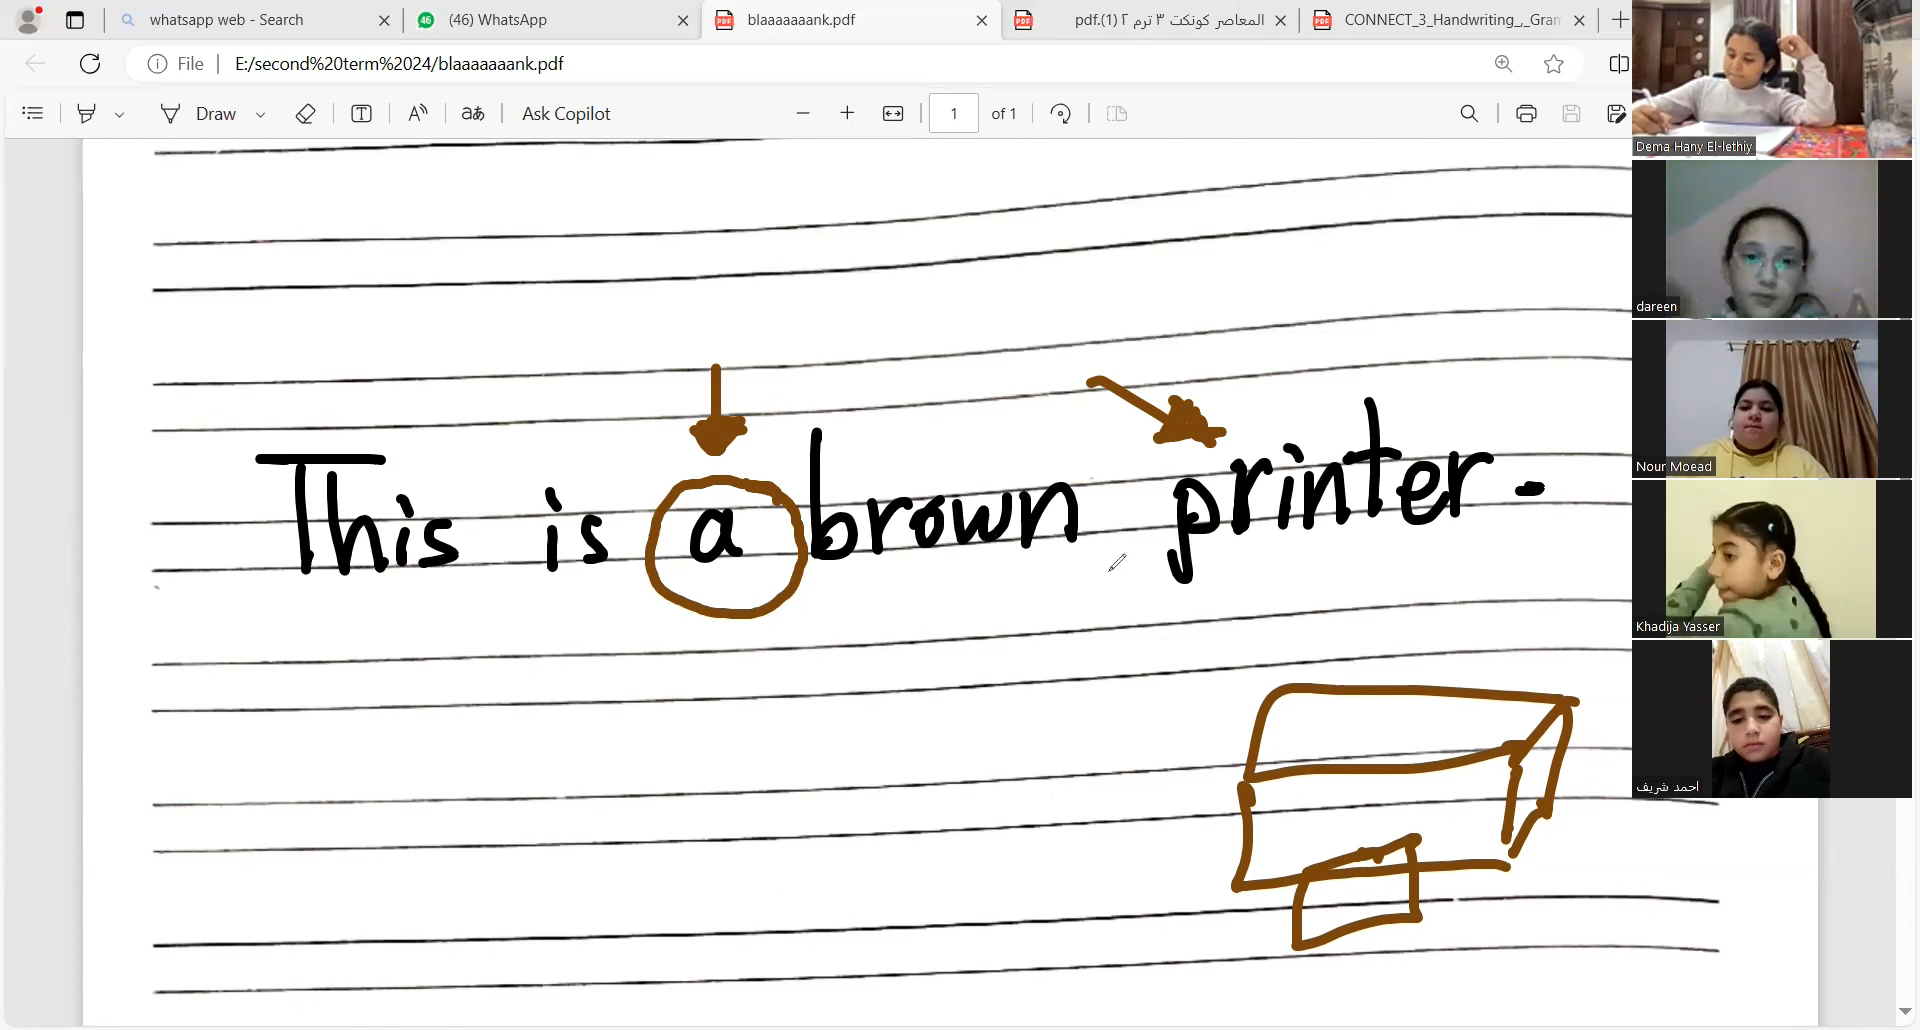 whatsapp web - Search
(46) WhatsApp
blaaaaaaank.pdf
المعاصر كونكت ٣ ترم ٢ (1).pdf
CONNECT_3_Handwriting_,_Gran
File
E:/second%20term%2024/blaaaaaaank.pdf
Draw
Ask Copilot
1 of 1
This is a brown printer.
Dema Hany El-lethiy
dareen
Nour Moead
Khadija Yasser
احمد شريف